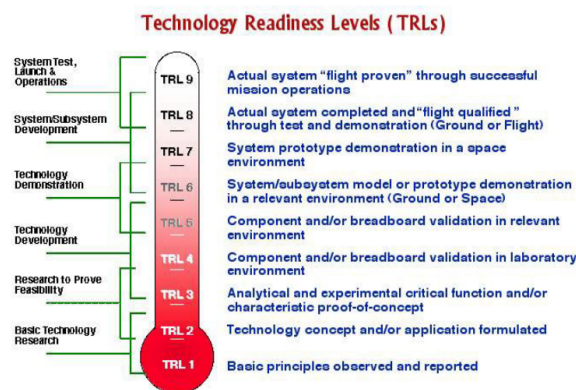 Technology Readiness Levels ( TRLs)
System Test,
Launch &
Operations
System/Subsystem
Development
Technology
Demonstration
Technology
Development
Research to Prove
Feasibility
Basic Technology
Research
TRL 9
Actual system “flight proven” through successful
mission operations
TRL 8
Actual system completed and “flight qualified ”
through test and demonstration (Ground or Flight)
TRL 7
System prototype demonstration in a space
environment
TRL 6
System/subsystem model or prototype demonstration
in a relevant environment (Ground or Space)
TRL 5
Component and/or breadboard validation in relevant
environment
TRL 4
Component and/or breadboard validation in laboratory
environment
TRL 3
Analytical and experimental critical function and/or
characteristic proof-of-concept
TRL 2
Technology concept and/or application formulated
TRL 1
Basic principles observed and reported